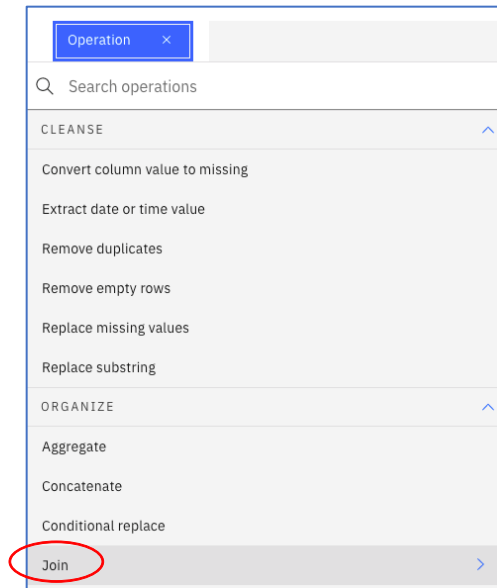 Operation ×
Search operations
CLEANSE
Convert column value to missing
Extract date or time value
Remove duplicates
Remove empty rows
Replace missing values
Replace substring
ORGANIZE
Aggregate
Concatenate
Conditional replace
Join